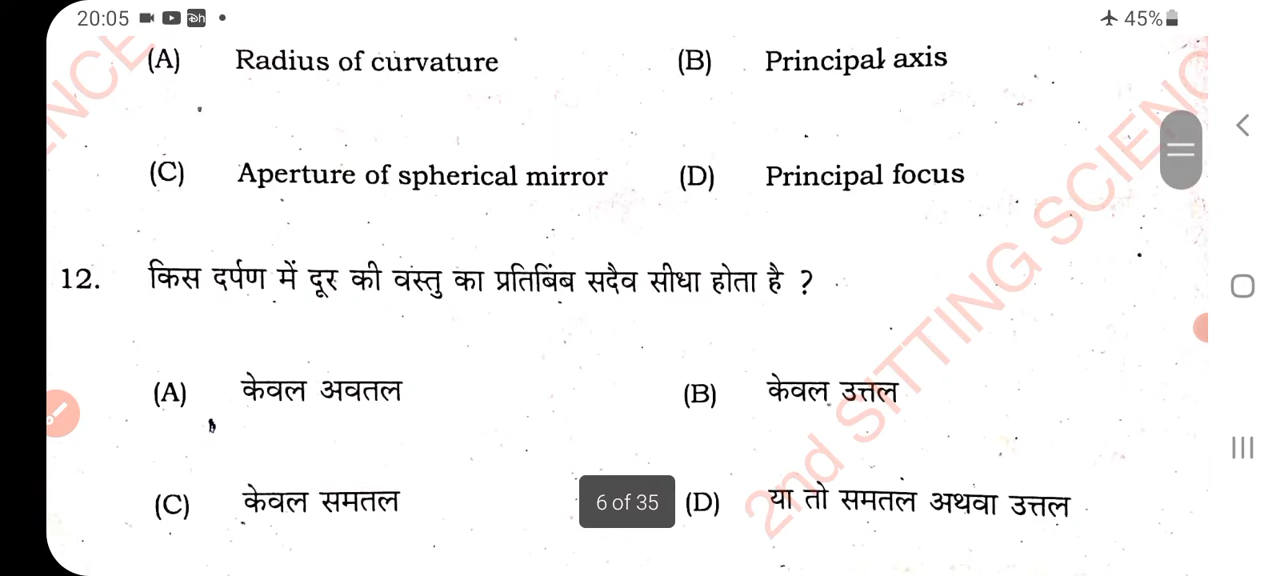 20:05 45%
(A) Radius of curvature (B) Principal axis
(C) Aperture of spherical mirror (D) Principal focus
12. किस दर्पण में दूर की वस्तु का प्रतिबिंब सदैव सीधा होता है ?
(A) केवल अवतल (B) केवल उत्तल
(C) केवल समतल (D) या तो समतल अथवा उत्तल
6 of 35
2nd SITTING SCIENC
NCE